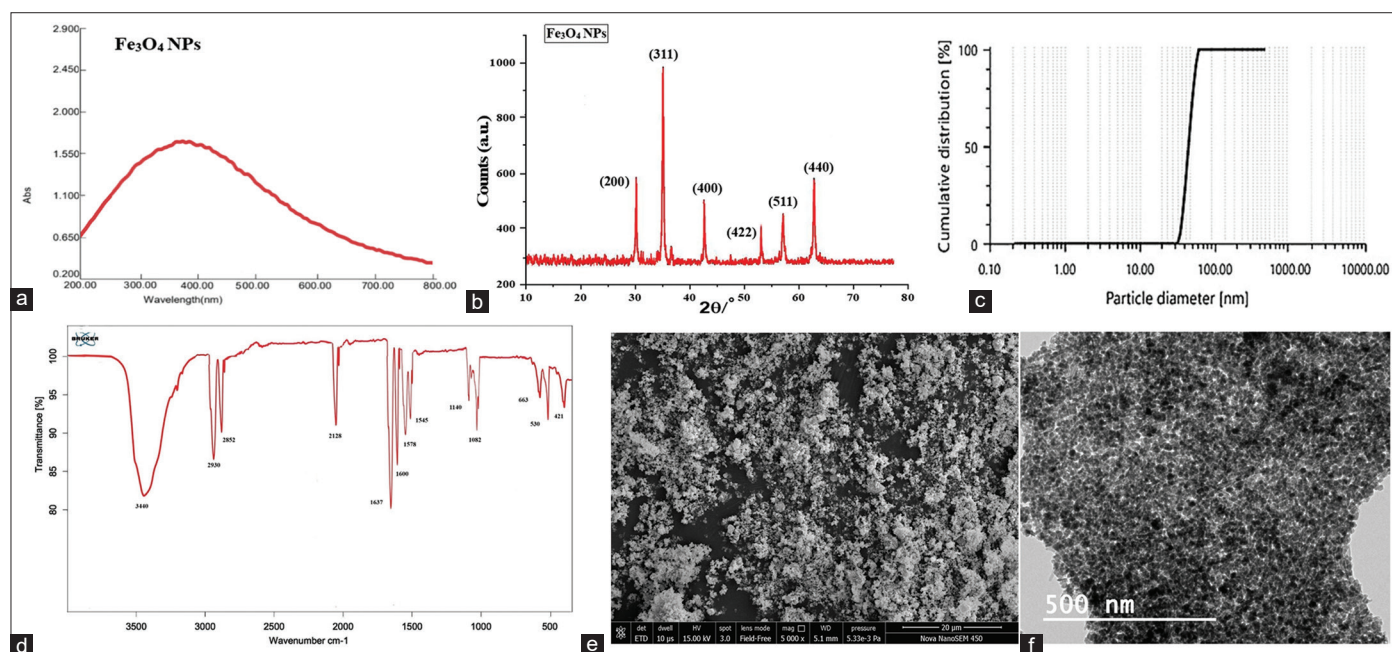 2.900
2.450
2.000
1.550
1.100
0.650
0.200
Abs
Fe₃O₄ NPs
200.00 300.00 400.00 500.00 600.00 700.00 800.00
Wavelength(nm)
a
Fe₃O₄ NPs
1000
800
600
400
200
Counts (a.u.)
(200)
(311)
(400)
(422)
(511)
(440)
10 20 30 40 50 60 70 80
2θ/°
b
Cumulative distribution [%]
100
50
0
0.10 1.00 10.00 100.00 1000.00 10000.00
Particle diameter [nm]
c
BRUKER
Transmittance [%]
100
95
90
85
80
3440
2930
2852
2128
1637
1600
1578
1545
1140
1082
663
530
421
3500 3000 2500 2000 1500 1000 500
Wavenumber cm-1
d
det dwell HV spot lens mode mag WD pressure
ETD 10 µs 15.00 kV 3.0 Field-Free 5 000 x 5.1 mm 5.33e-3 Pa
20 µm
Nova NanoSEM 450
e
500 nm
f